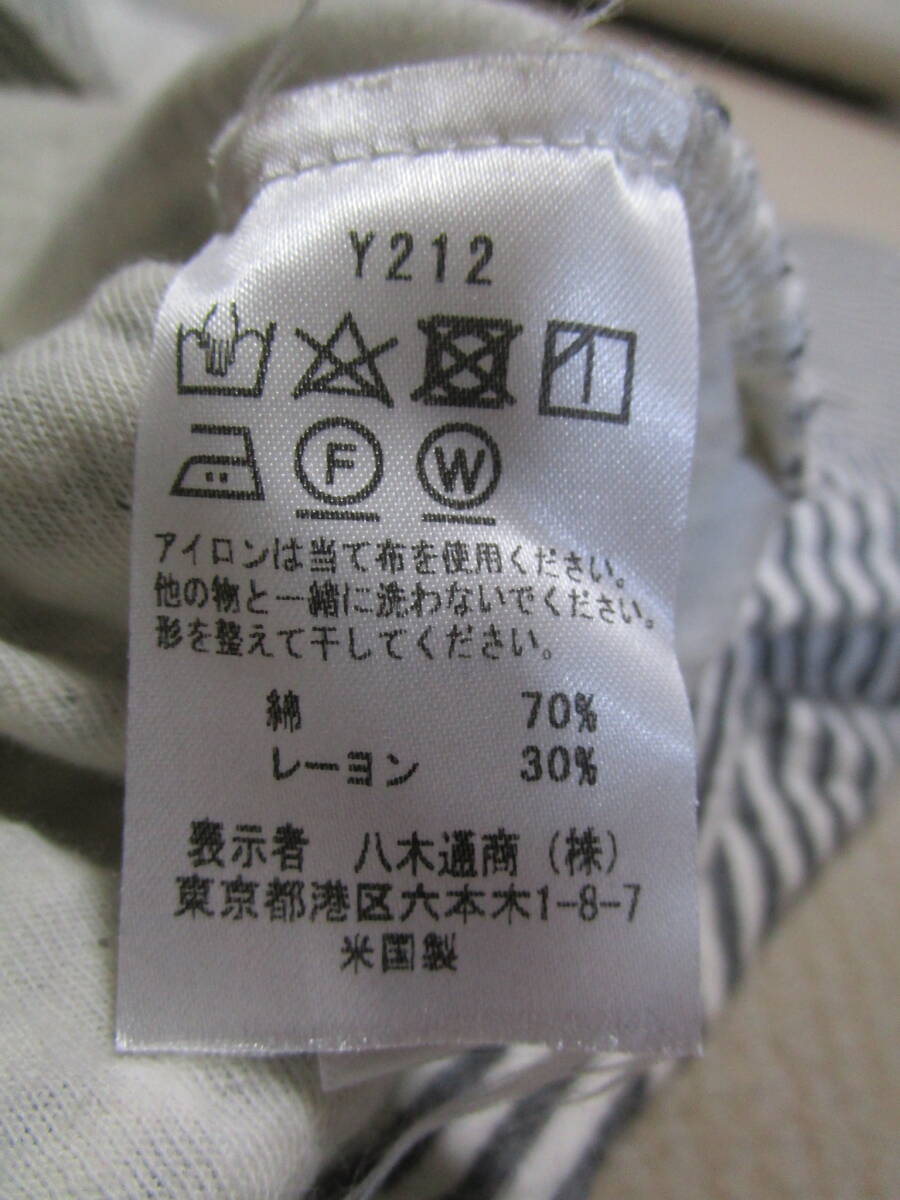 Y212
F W
アイロンは当て布を使用ください。
他の物と一緒に洗わないでください。
形を整えて干してください。
綿 70%
レーヨン 30%
表示者 八木通商(株)
東京都港区六本木1-8-7
米国製